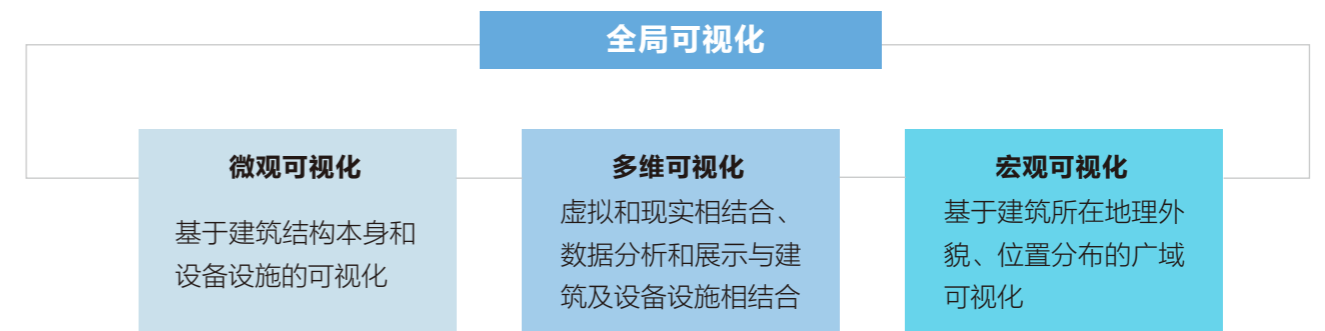 全局可视化
微观可视化
基于建筑结构本身和
设备设施的可视化
多维可视化
虚拟和现实相结合、
数据分析和展示与建
筑及设备设施相结合
宏观可视化
基于建筑所在地理外
貌、位置分布的广域
可视化